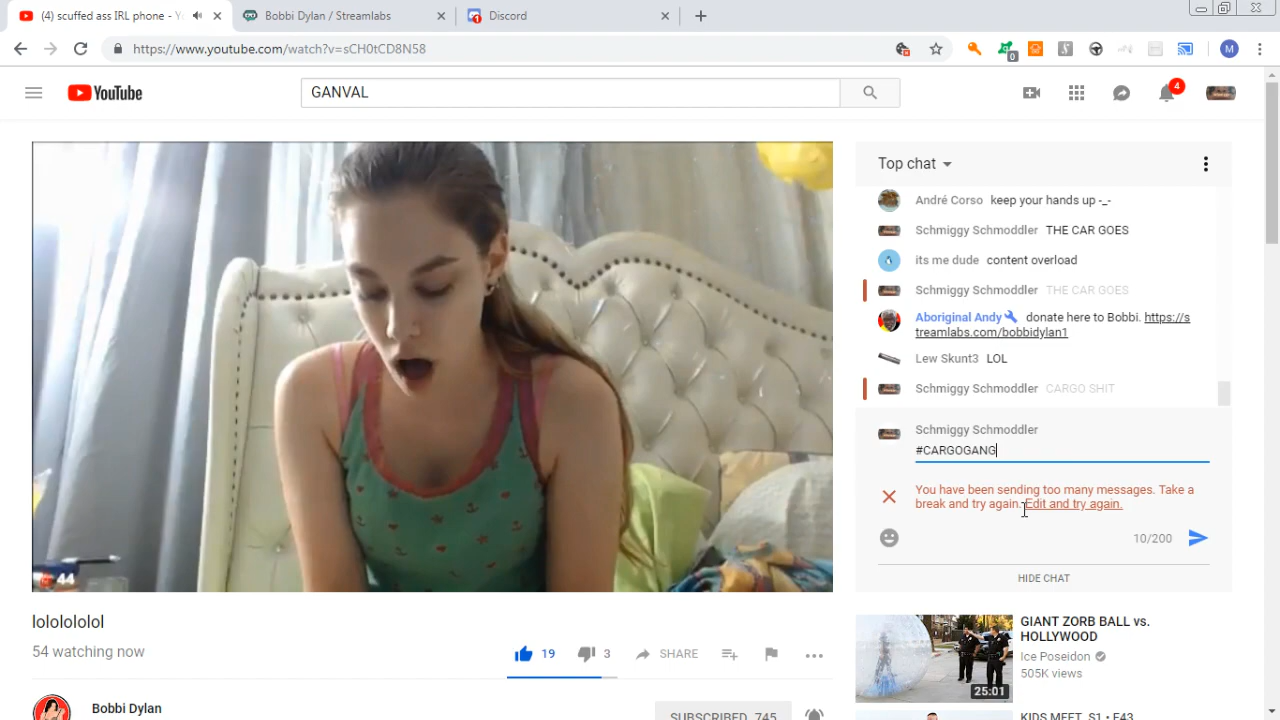 (4) scuffed ass IRL phone - Y
Bobbi Dylan / Streamlabs
Discord
https://www.youtube.com/watch?v=sCH0tCD8N58
0
M
YouTube
GANVAL
4
Top chat
André Corso keep your hands up -_-
Schmiggy Schmoddler THE CAR GOES
its me dude content overload
Schmiggy Schmoddler THE CAR GOES
Aboriginal Andy donate here to Bobbi. https://s
treamlabs.com/bobbidylan1
Lew Skunt3 LOL
Schmiggy Schmoddler CARGO SHIT
Schmiggy Schmoddler
#CARGOGANG
You have been sending too many messages. Take a
break and try again. Edit and try again.
10/200
HIDE CHAT
44
lolololololol
54 watching now
19
3
SHARE
Bobbi Dylan
SUBSCRIBED 745
GIANT ZORB BALL vs.
HOLLYWOOD
Ice Poseidon
505K views
25:01
KIDS MEET S1 • E43